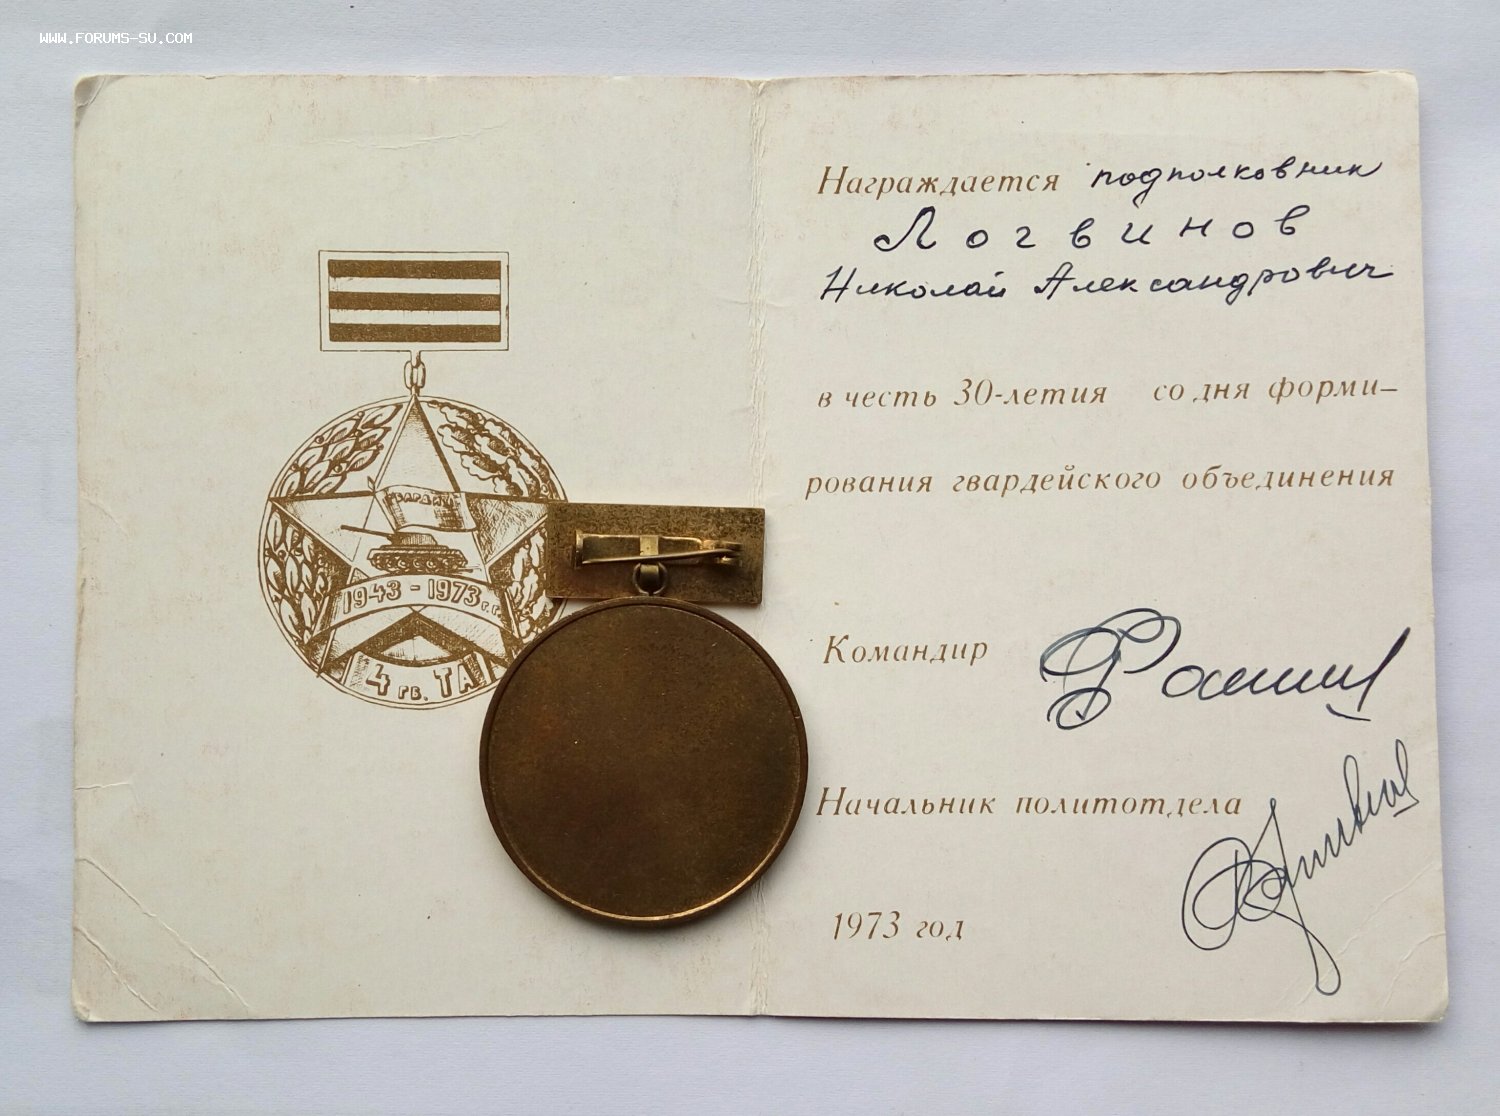 WWW.FORUMS-SU.COM
ГВАРДИЯ
1943-1973 г.г.
4 ГВ. ТА
Награждается подполковник
Логвинов
Николай Александрович
в честь 30-летия со дня форми-
рования гвардейского объединения
Командир
Начальник политотдела
1973 год